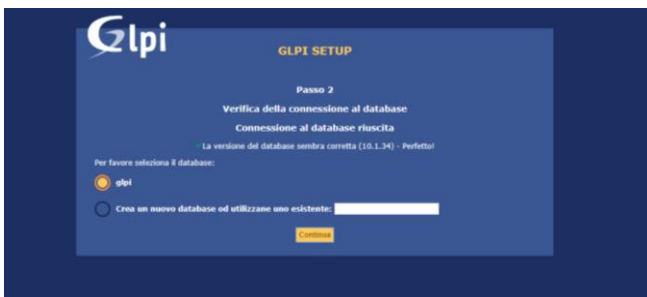 Glpi
GLPI SETUP
Passo 2
Verifica della connessione al database
Connessione al database riuscita
La versione del database sembra corretta (10.1.34) - Perfetto!
Per favore seleziona il database:
glpi
Crea un nuovo database od utilizzane uno esistente:
Continua